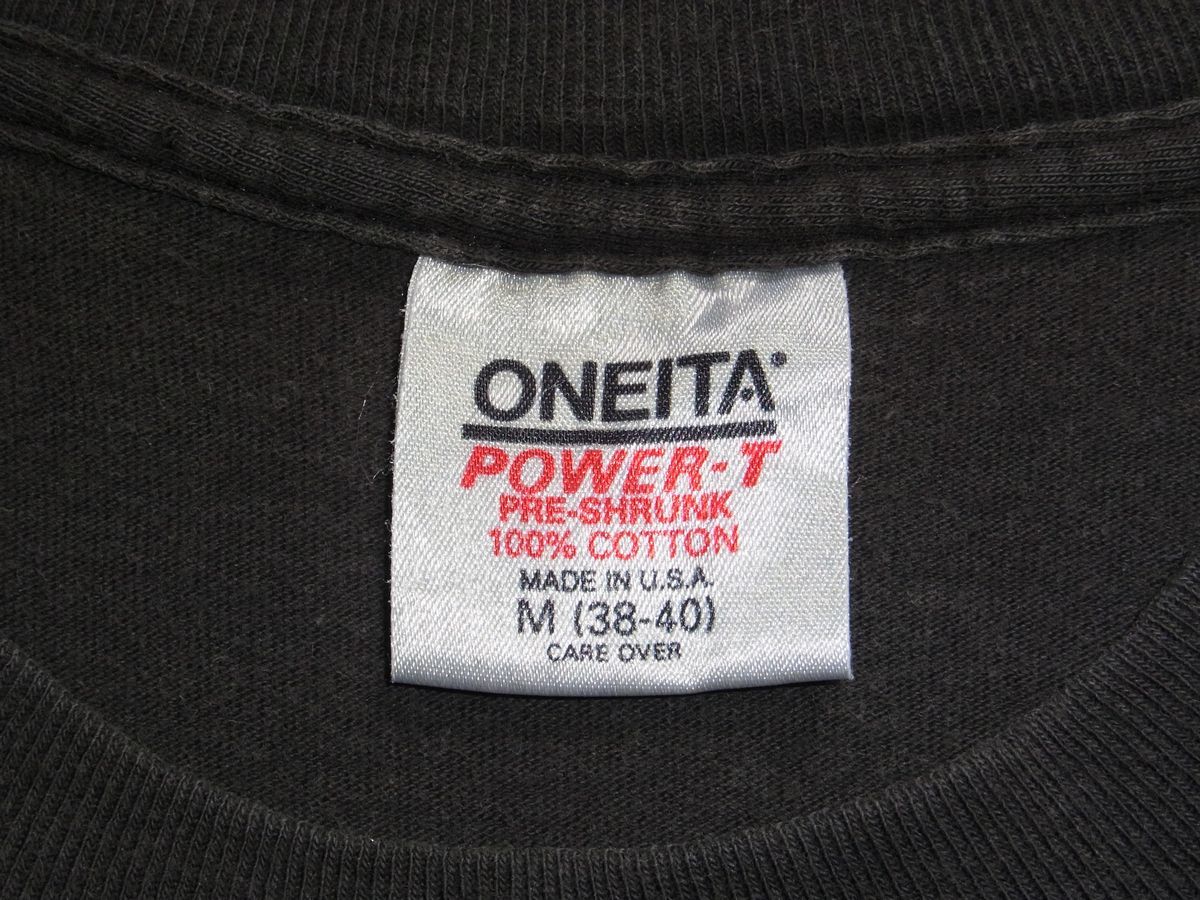 ONEITA
POWER-T
PRE-SHRUNK
100% COTTON
MADE IN U.S.A.
M (38-40)
CARE OVER